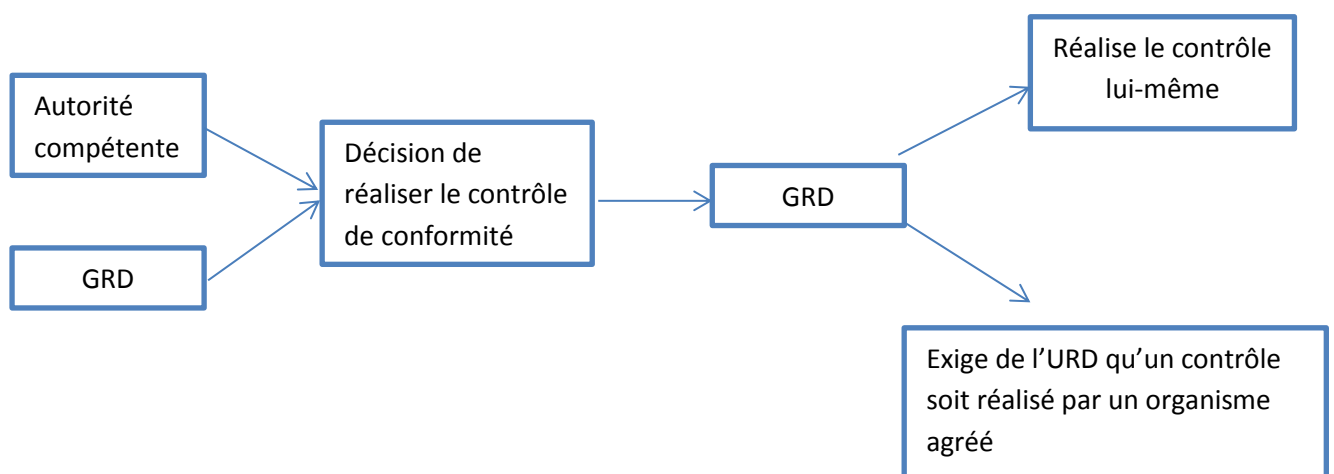 Autorité
compétente
GRD
Décision de
réaliser le contrôle
de conformité
GRD
Réalise le contrôle
lui-même
Exige de l’URD qu’un contrôle
soit réalisé par un organisme
agréé